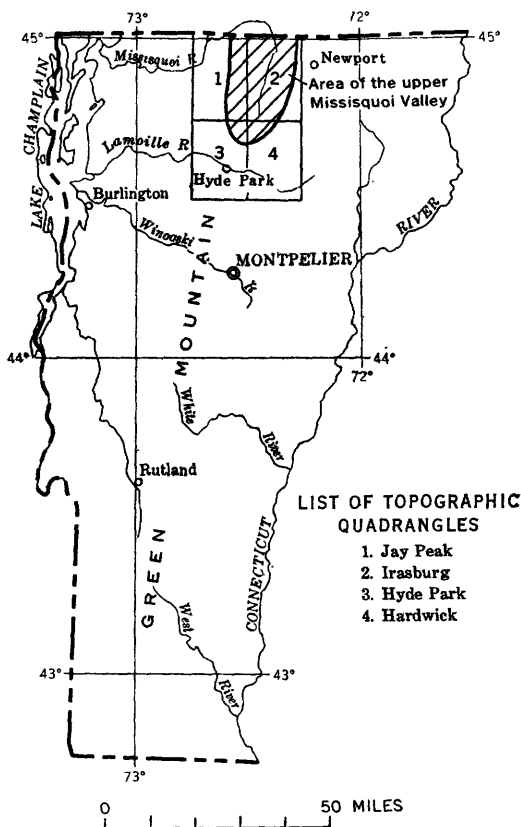 73°
72°
45°
45°
Missisquoi R
1
2
Newport
Area of the upper
Missisquoi Valley
CHAMPLAIN
LAKE
Lamoille R
3
4
Hyde Park
Burlington
Winooski
R
MONTPELIER
RIVER
MOUNTAIN
44°
44°
72°
White
River
Rutland
LIST OF TOPOGRAPHIC
QUADRANGLES
1. Jay Peak
2. Irasburg
3. Hyde Park
4. Hardwick
CONNECTICUT
GREEN
West
River
43°
43°
73°
0
50 MILES